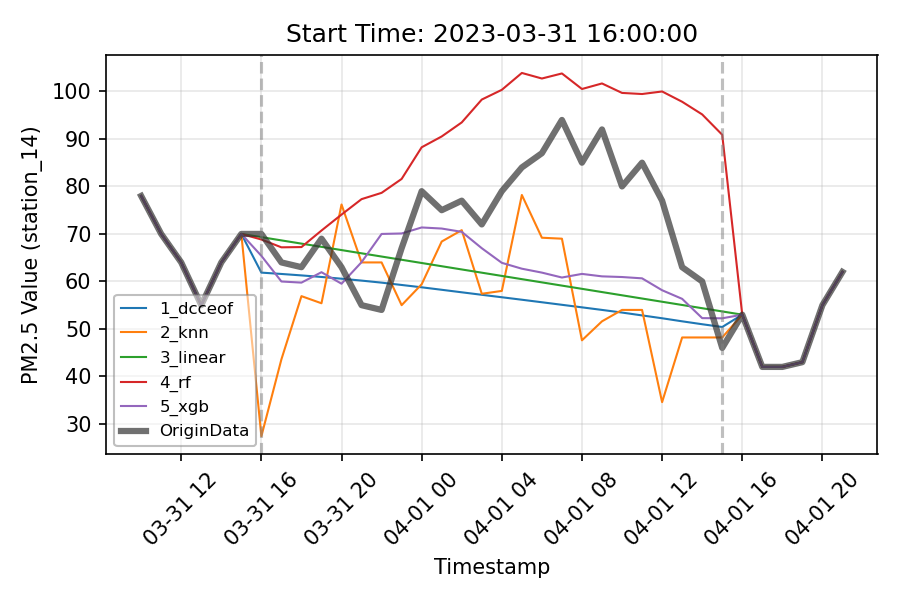 Start Time: 2023-03-31 16:00:00
PM2.5 Value (station_14)
100
90
80
70
60
50
40
30
1_dcceof
2_knn
3_linear
4_rf
5_xgb
OriginData
03-31 12
03-31 16
03-31 20
04-01 00
04-01 04
04-01 08
04-01 12
04-01 16
04-01 20
Timestamp